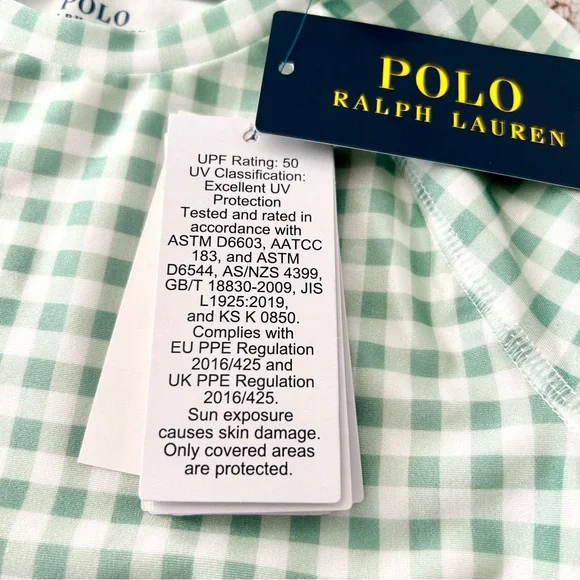 POLO
POLO
RALPH LAUREN
UPF Rating: 50
UV Classification:
Excellent UV
Protection
Tested and rated in
accordance with
ASTM D6603, AATCC
183, and ASTM
D6544, AS/NZS 4399,
GB/T 18830-2009, JIS
L1925:2019,
and KS K 0850.
Complies with
EU PPE Regulation
2016/425 and
UK PPE Regulation
2016/425.
Sun exposure
causes skin damage.
Only covered areas
are protected.